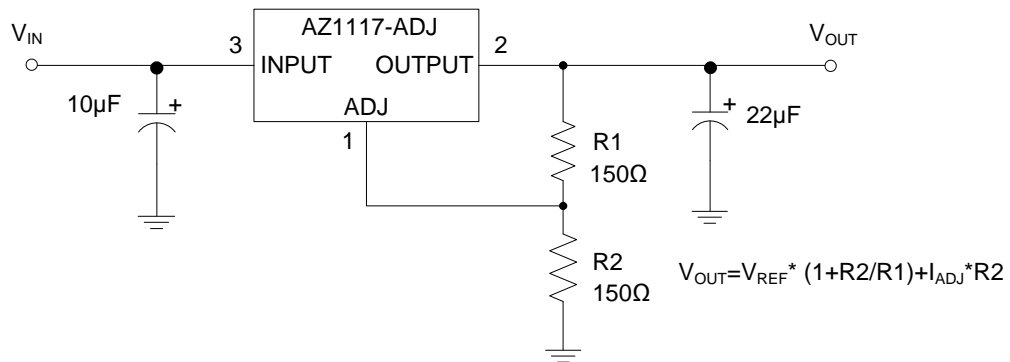 AZ1117-ADJ
V_IN
V_OUT
3
2
INPUT
OUTPUT
10µF
+
ADJ
+
22µF
1
R1
150Ω
R2
150Ω
V_OUT=V_REF* (1+R2/R1)+I_ADJ*R2